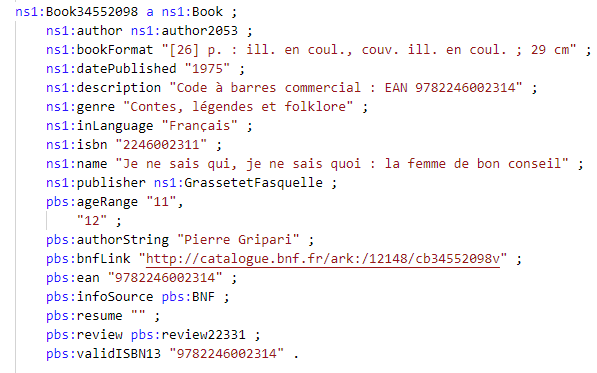 ns1:Book34552098 a ns1:Book ;
ns1:author ns1:author2053 ;
ns1:bookFormat "[26] p. : ill. en coul., couv. ill. en coul. ; 29 cm" ;
ns1:datePublished "1975" ;
ns1:description "Code à barres commercial : EAN 9782246002314" ;
ns1:genre "Contes, légendes et folklore" ;
ns1:inLanguage "Français" ;
ns1:isbn "2246002311" ;
ns1:name "Je ne sais qui, je ne sais quoi : la femme de bon conseil" ;
ns1:publisher ns1:GrassetetFasquelle ;
pbs:ageRange "11",
"12" ;
pbs:authorString "Pierre Gripari" ;
pbs:bnfLink "http://catalogue.bnf.fr/ark:/12148/cb34552098v" ;
pbs:ean "9782246002314" ;
pbs:infoSource pbs:BNF ;
pbs:resume "" ;
pbs:review pbs:review22331 ;
pbs:validISBN13 "9782246002314" .